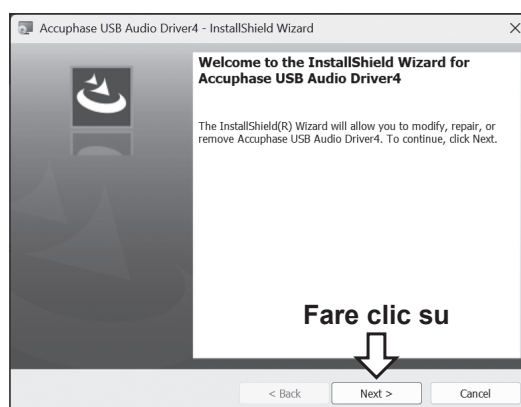 Accuphase USB Audio Driver4 - InstallShield Wizard
Welcome to the InstallShield Wizard for
Accuphase USB Audio Driver4
The InstallShield(R) Wizard will allow you to modify, repair, or
remove Accuphase USB Audio Driver4. To continue, click Next.
Fare clic su
< Back Next > Cancel